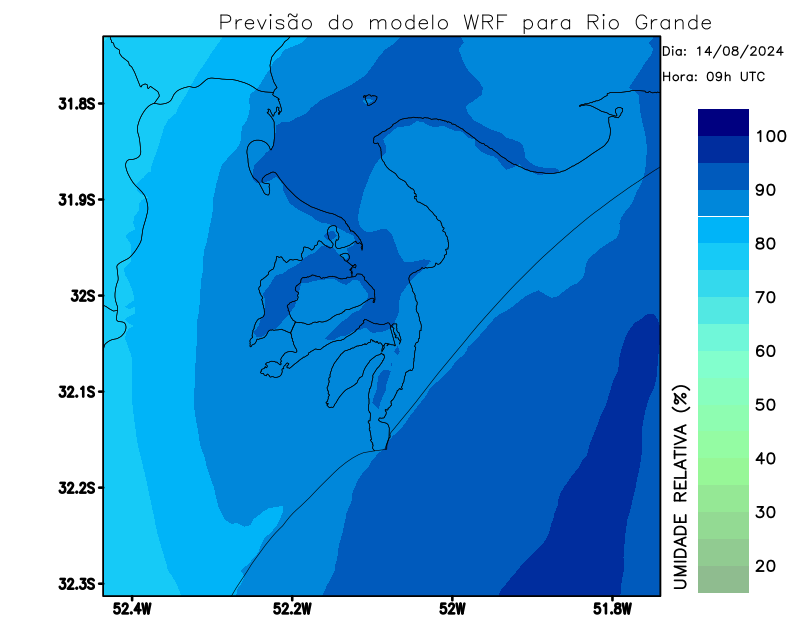 Previsão do modelo WRF para Rio Grande
Dia: 14/08/2024
Hora: 09h UTC
31.8S
31.9S
32S
32.1S
32.2S
32.3S
52.4W
52.2W
52W
51.8W
100
90
80
70
60
50
40
30
20
UMIDADE RELATIVA (%)